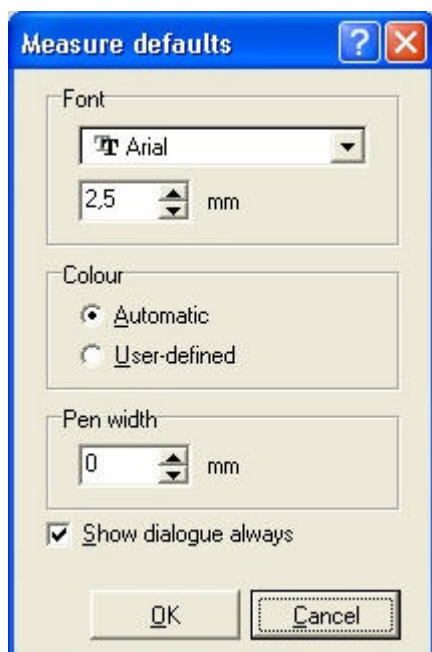 Measure defaults
Font
Arial
2,5 mm
Colour
Automatic
User-defined
Pen width
0 mm
Show dialogue always
OK Cancel